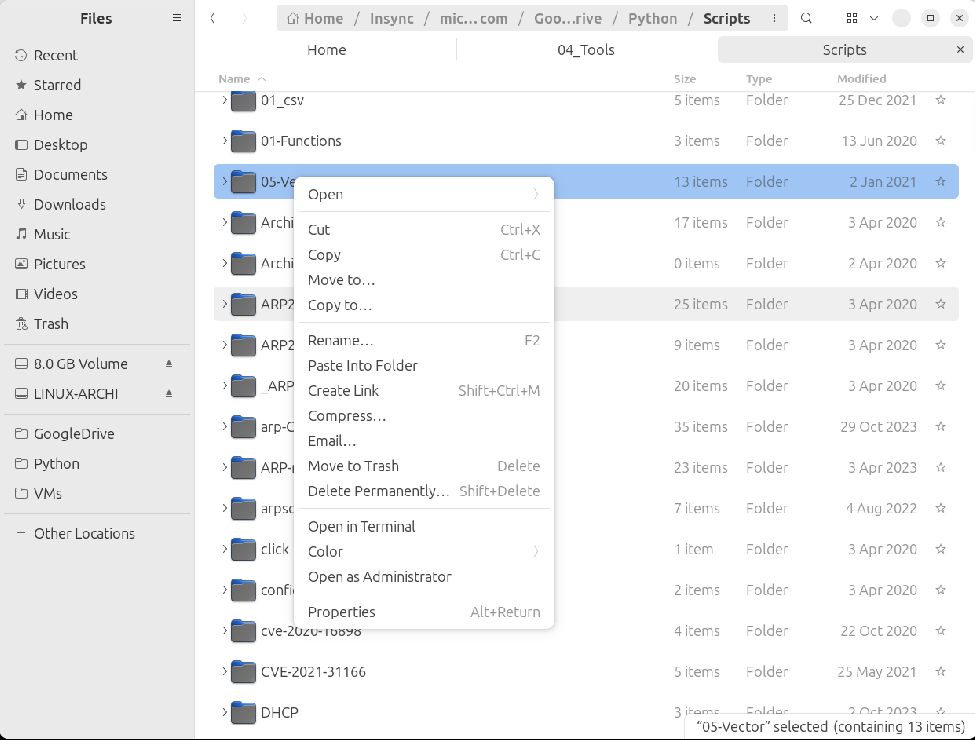 Files
Home / Insync / mic….com / Goo…rive / Python / Scripts
Home
04_Tools
Scripts
Name
Size
Type
Modified
Recent
Starred
Home
Desktop
Documents
Downloads
Music
Pictures
Videos
Trash
8.0 GB Volume
LINUX-ARCHI
GoogleDrive
Python
VMs
Other Locations
01_csv 5 items Folder 25 Dec 2021
01-Functions 3 items Folder 13 Jun 2020
05-Ve 13 items Folder 2 Jan 2021
Archi 17 items Folder 3 Apr 2020
Archi 0 items Folder 2 Apr 2020
ARP2 25 items Folder 3 Apr 2020
ARP2 9 items Folder 3 Apr 2020
_ARP 20 items Folder 3 Apr 2020
arp- 35 items Folder 29 Oct 2023
ARP-r 23 items Folder 3 Apr 2023
arpsc 7 items Folder 4 Aug 2022
click 1 item Folder 3 Apr 2020
confi 2 items Folder 3 Apr 2020
cve-2020-16898 4 items Folder 22 Oct 2020
CVE-2021-31166 5 items Folder 25 May 2021
DHCP 3 items Folder 2 Oct 2023
Open
Cut Ctrl+X
Copy Ctrl+C
Move to…
Copy to…
Rename… F2
Paste Into Folder
Create Link Shift+Ctrl+M
Compress…
Email…
Move to Trash Delete
Delete Permanently… Shift+Delete
Open in Terminal
Color
Open as Administrator
Properties Alt+Return
“05-Vector” selected (containing 13 items)